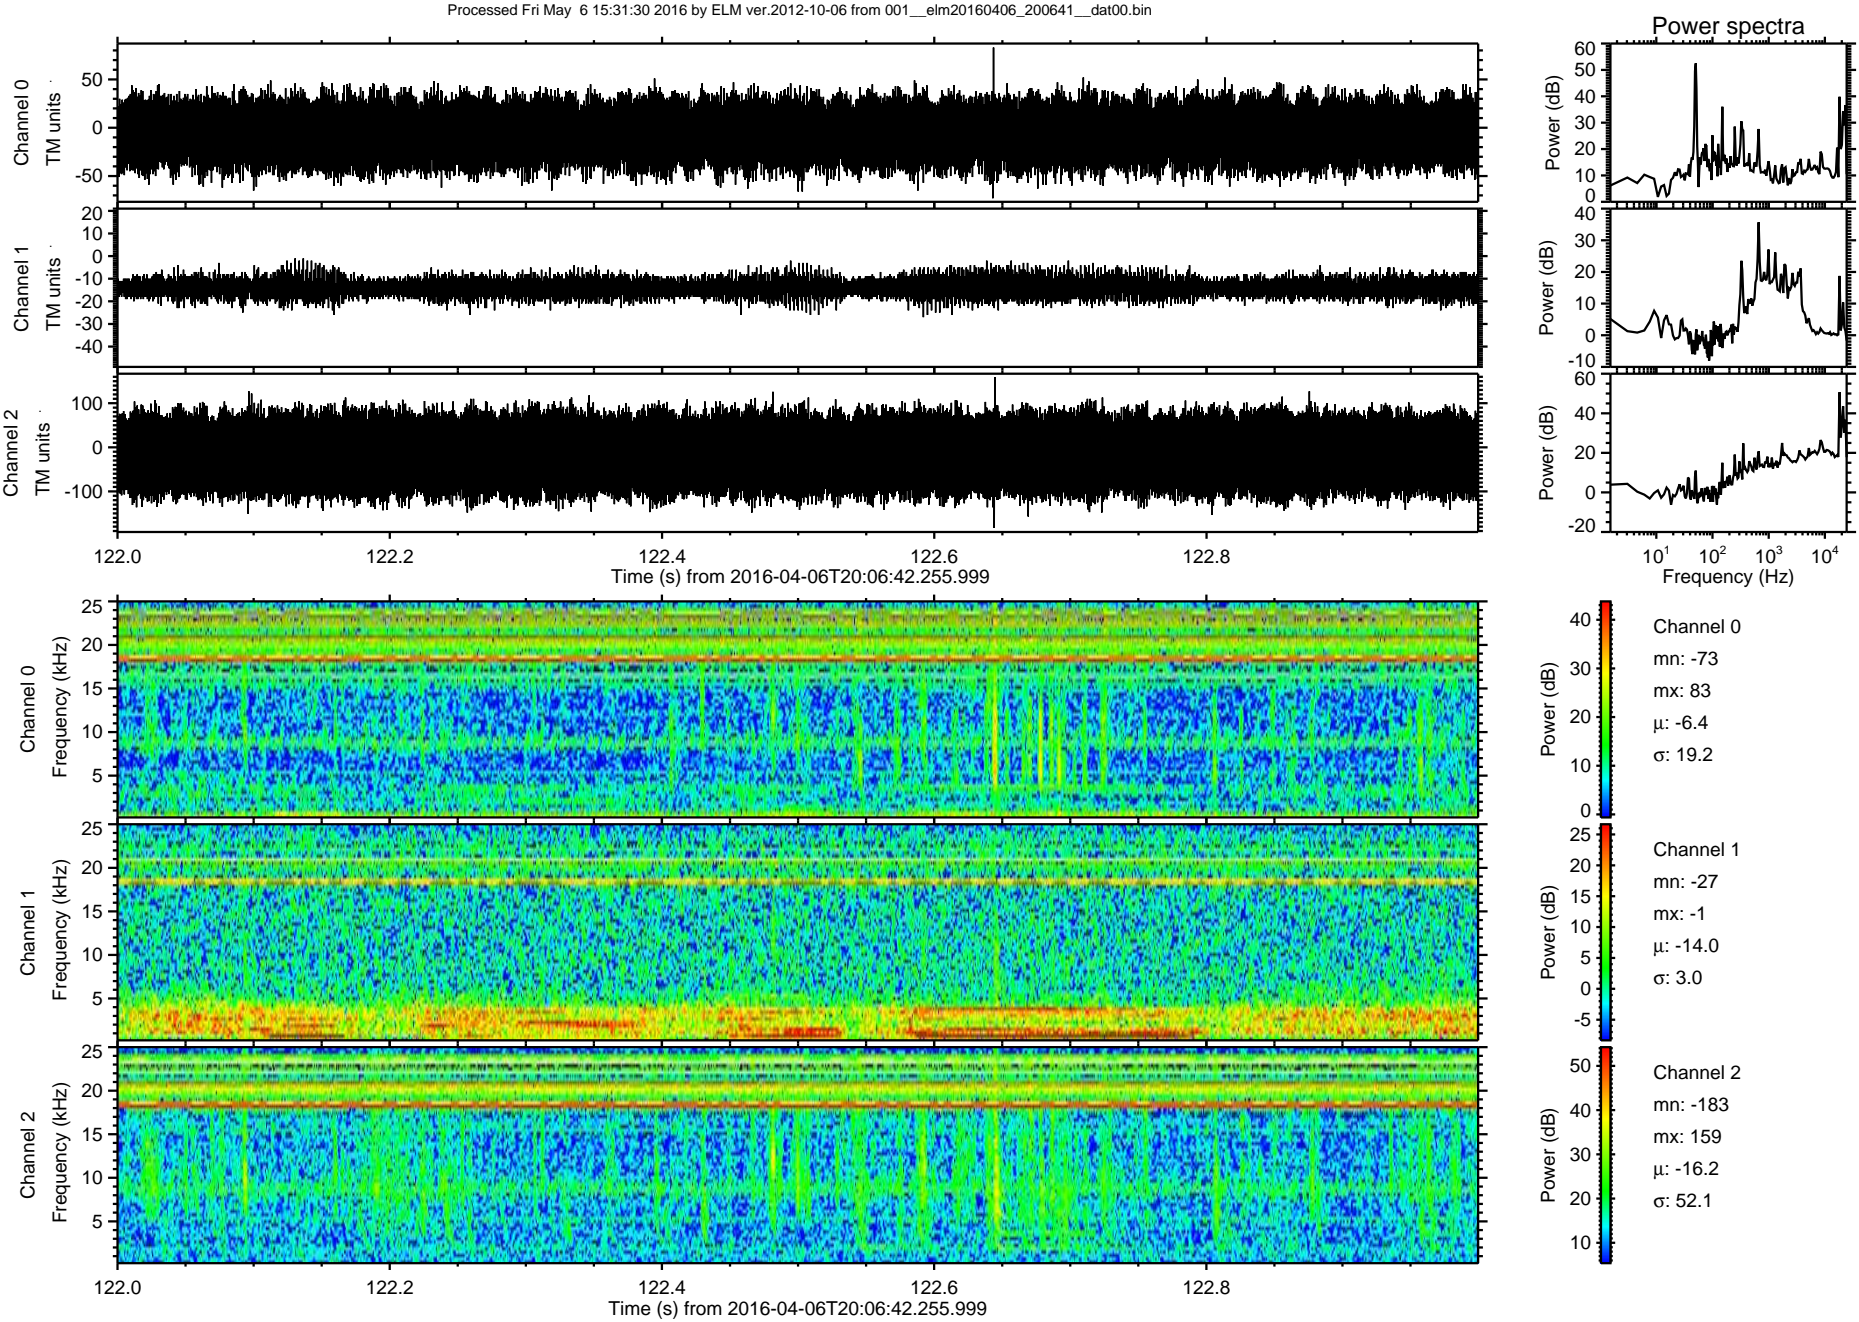 Processed Fri May  6 15:31:30 2016 by ELM ver.2012-10-06 from 001__elm20160406_200641__dat00.bin
Power spectra
Channel 0
TM units
50
0
-50
Power (dB)
60
50
40
30
20
10
0
Channel 1
TM units
20
10
0
-10
-20
-30
-40
Power (dB)
40
30
20
10
0
-10
Channel 2
TM units
100
0
-100
Power (dB)
60
40
20
0
-20
122.0 122.2 122.4 122.6 122.8
Time (s) from 2016-04-06T20:06:42.255.999
10¹ 10² 10³ 10⁴
Frequency (Hz)
Channel 0
Frequency (kHz)
25
20
15
10
5
Power (dB)
40
30
20
10
0
Channel 0
mn: -73
mx: 83
μ: -6.4
σ: 19.2
Channel 1
Frequency (kHz)
25
20
15
10
5
Power (dB)
25
20
15
10
5
0
-5
Channel 1
mn: -27
mx: -1
μ: -14.0
σ: 3.0
Channel 2
Frequency (kHz)
25
20
15
10
5
Power (dB)
50
40
30
20
10
Channel 2
mn: -183
mx: 159
μ: -16.2
σ: 52.1
122.0 122.2 122.4 122.6 122.8
Time (s) from 2016-04-06T20:06:42.255.999